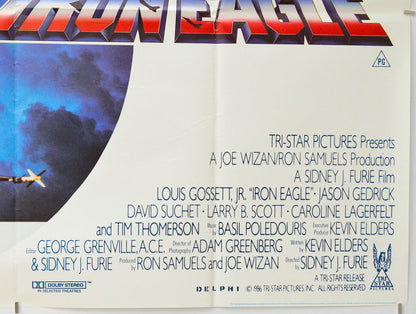 IRON EAGLE
PG
TRI-STAR PICTURES Presents
A JOE WIZAN/RON SAMUELS Production
A SIDNEY J. FURIE Film
LOUIS GOSSETT, JR. "IRON EAGLE" · JASON GEDRICK
DAVID SUCHET · LARRY B. SCOTT · CAROLINE LAGERFELT
and TIM THOMERSON Music by BASIL POLEDOURIS Executive Producer KEVIN ELDERS
Editor GEORGE GRENVILLE, A.C.E. Director of Photography ADAM GREENBERG Written by KEVIN ELDERS
& SIDNEY J. FURIE Produced by RON SAMUELS and JOE WIZAN Directed by SIDNEY J. FURIE
A TRI-STAR RELEASE
DOLBY STEREO
IN SELECTED THEATRES
DELPHI
© 1986 TRI-STAR PICTURES, INC. ALL RIGHTS RESERVED
TRI STAR
PICTURES